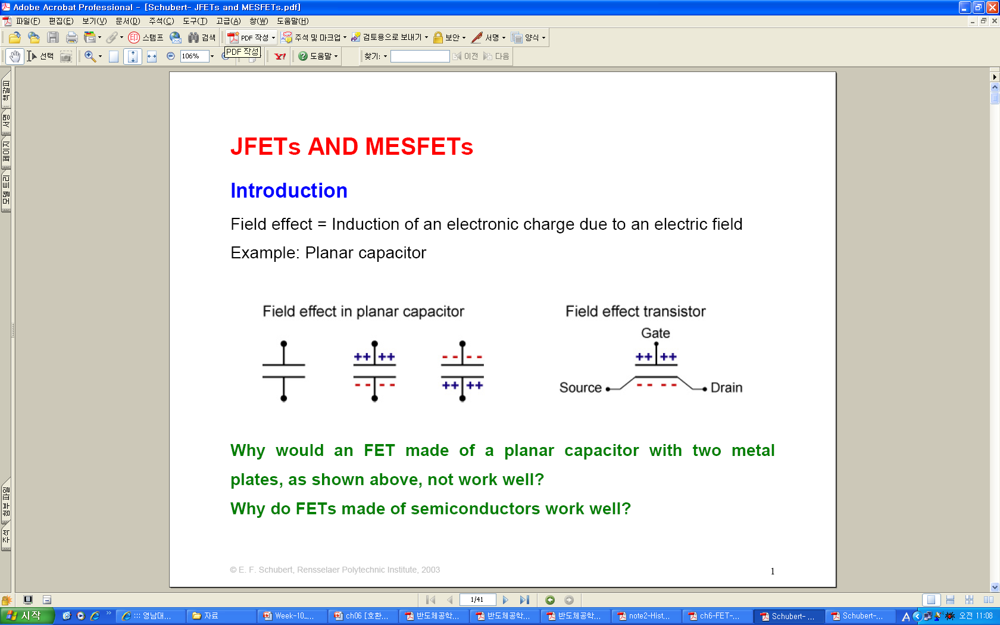 Adobe Acrobat Professional - [Schubert- JFETs and MESFETs.pdf]
파일(F) 편집(E) 보기(V) 문서(D) 주석(C) 도구(T) 고급(A) 창(W) 도움말(H)
스탬프 검색 PDF 작성 주석 및 마크업 검토용으로 보내기 보안 서명 양식
선택 106% PDF 작성 Y! 도움말 찾기: 이전 다음
책갈피
서명
페이지
모델 트리
첨부 파일
주석
JFETs AND MESFETs
Introduction
Field effect = Induction of an electronic charge due to an electric field
Example: Planar capacitor
Field effect in planar capacitor
Field effect transistor
Gate
++ ++ - - - - ++ ++
- - - - ++ ++ Source - - - - Drain
Why would an FET made of a planar capacitor with two metal
plates, as shown above, not work well?
Why do FETs made of semiconductors work well?
© E. F. Schubert, Rensselaer Polytechnic Institute, 2003
1
1/41
시작 ::: 영남대... 자료 Week-10_... ch06 [호환... 반도체공학... 반도체공학... 반도체공학... note2-Hist... ch6-FET-... Schubert- ... Schubert-... A 오전 11:08